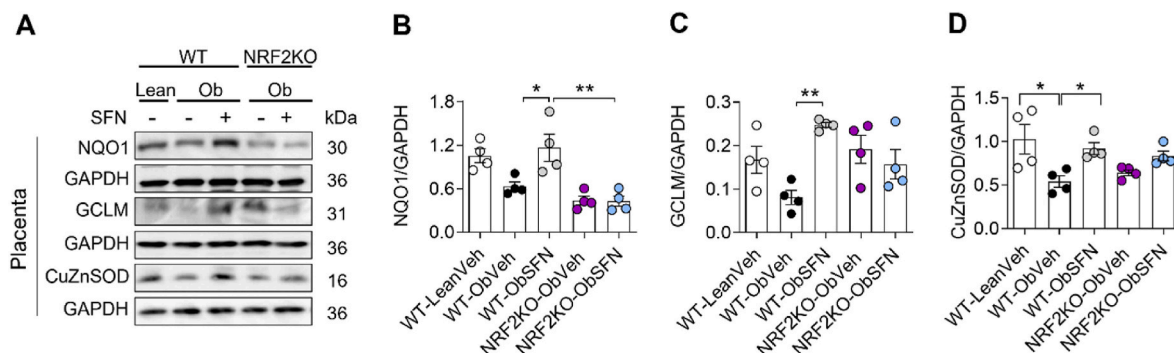 A
WT NRF2KO
Lean Ob Ob
SFN - - + - + kDa
Placenta
NQO1 30
GAPDH 36
GCLM 31
GAPDH 36
CuZnSOD 16
GAPDH 36
B
NQO1/GAPDH
1.8
1.2
0.6
0.0
* **
WT-LeanVeh
WT-ObVeh
WT-ObSFN
NRF2KO-ObVeh
NRF2KO-ObSFN
C
GCLM/GAPDH
0.3
0.2
0.1
0.0
**
WT-LeanVeh
WT-ObVeh
WT-ObSFN
NRF2KO-ObVeh
NRF2KO-ObSFN
D
CuZnSOD/GAPDH
1.5
1.0
0.5
0.0
* *
WT-LeanVeh
WT-ObVeh
WT-ObSFN
NRF2KO-ObVeh
NRF2KO-ObSFN